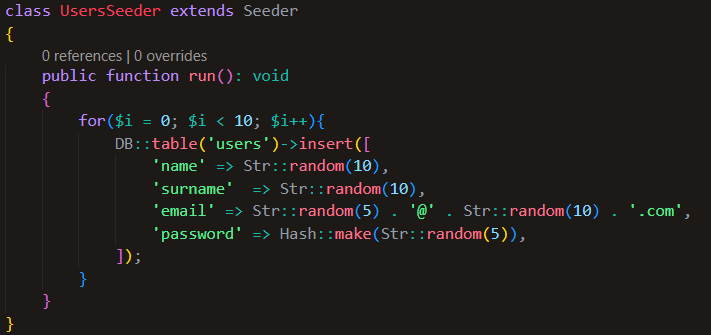 class UsersSeeder extends Seeder
{
    0 references | 0 overrides
    public function run(): void
    {
        for($i = 0; $i < 10; $i++){
            DB::table('users')->insert([
                'name' => Str::random(10),
                'surname'  => Str::random(10),
                'email' => Str::random(5) . '@' . Str::random(10) . '.com',
                'password' => Hash::make(Str::random(5)),
            ]);
        }
    }
}